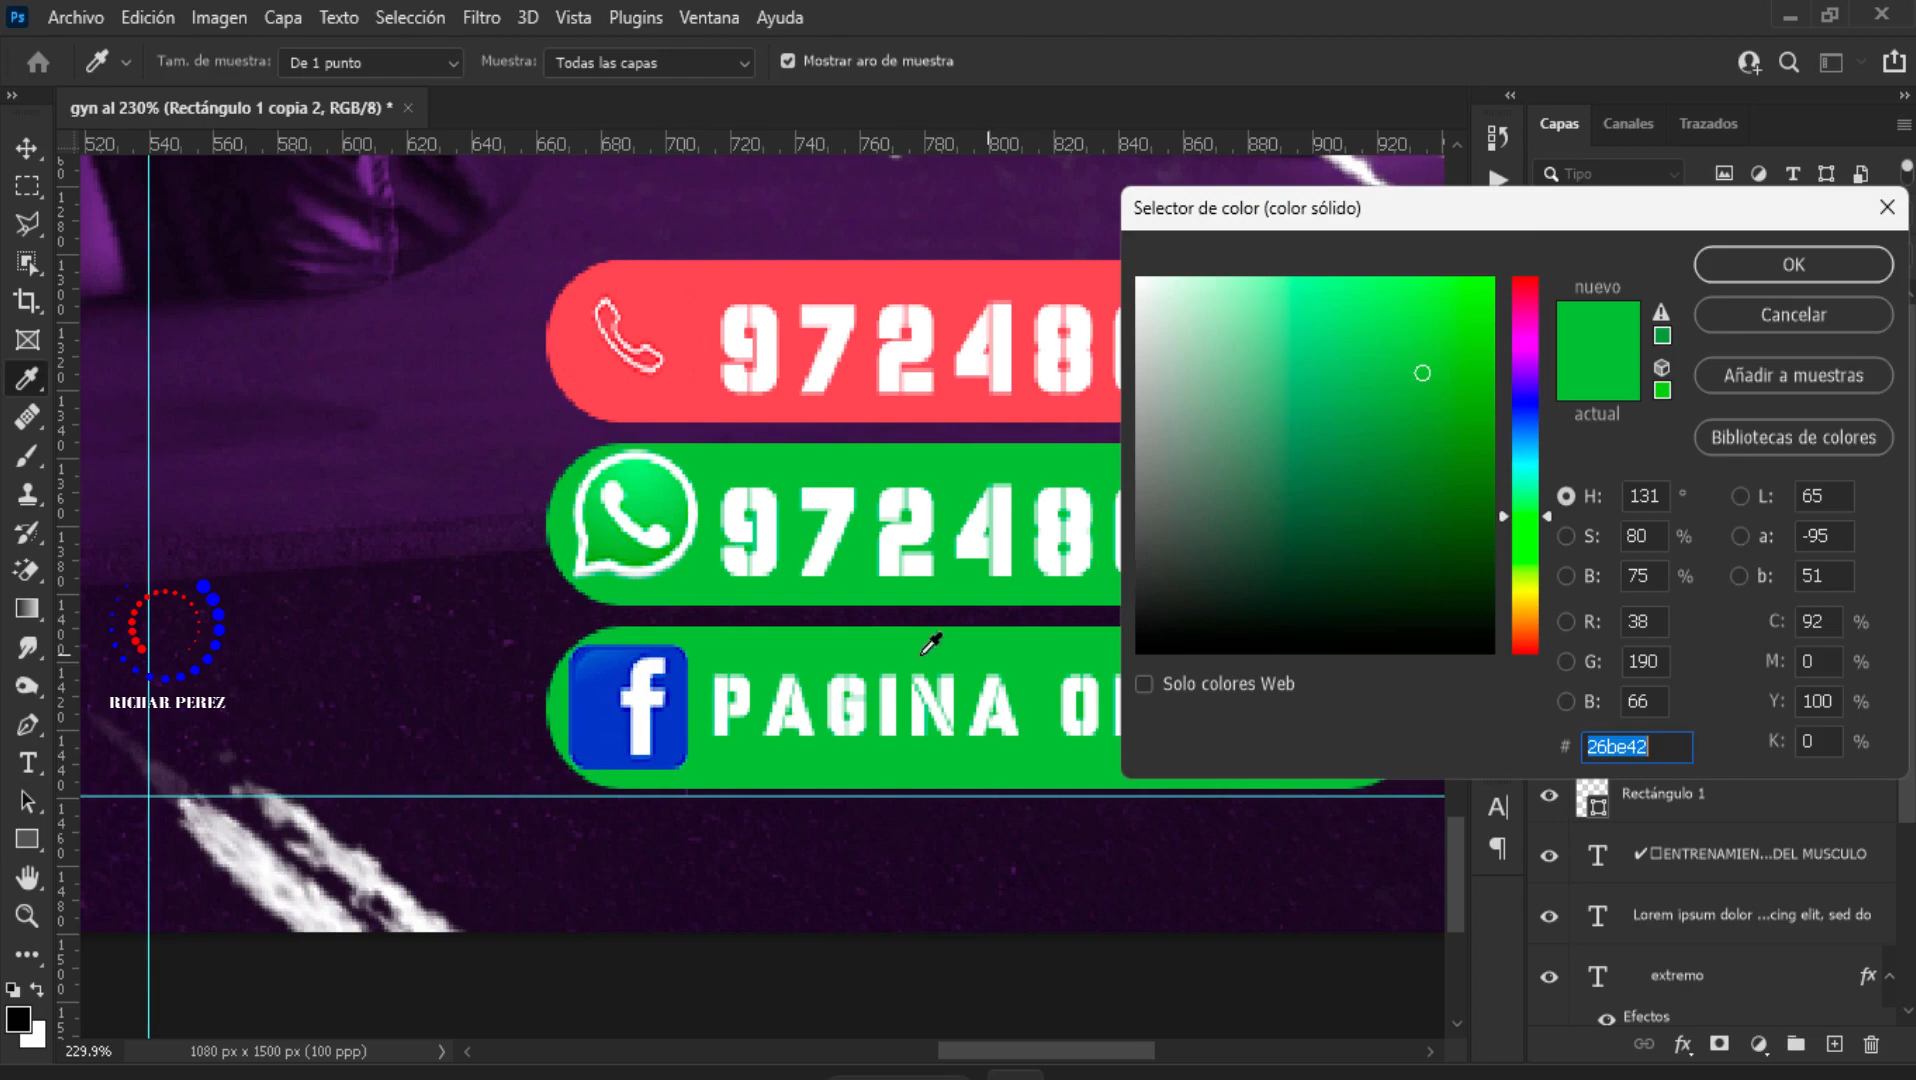 Ps Archivo Edición Imagen Capa Texto Selección Filtro 3D Vista Plugins Ventana Ayuda
Tam. de muestra: De 1 punto Muestra: Todas las capas Mostrar aro de muestra
gyn al 230% (Rectángulo 1 copia 2, RGB/8) *
520 540 560 580 600 620 640 660 680 700 720 740 760 780 800 820 840 860 880 900 920
Capas Canales Trazados
Tipo
Selector de color (color sólido)
OK
nuevo
Cancelar
97248
Añadir a muestras
actual
Bibliotecas de colores
H: 131 ° L: 65
97248
S: 80 % a: -95
B: 75 % b: 51
R: 38 C: 92 %
G: 190 M: 0 %
Solo colores Web
RICHAR PEREZ
f PAGINA O
B: 66 Y: 100 %
# 26be42 K: 0 %
Rectángulo 1
✔☐ENTRENAMIEN...DEL MUSCULO
Lorem ipsum dolor ...cing elit, sed do
extremo fx
Efectos
229.9% 1080 px x 1500 px (100 ppp)